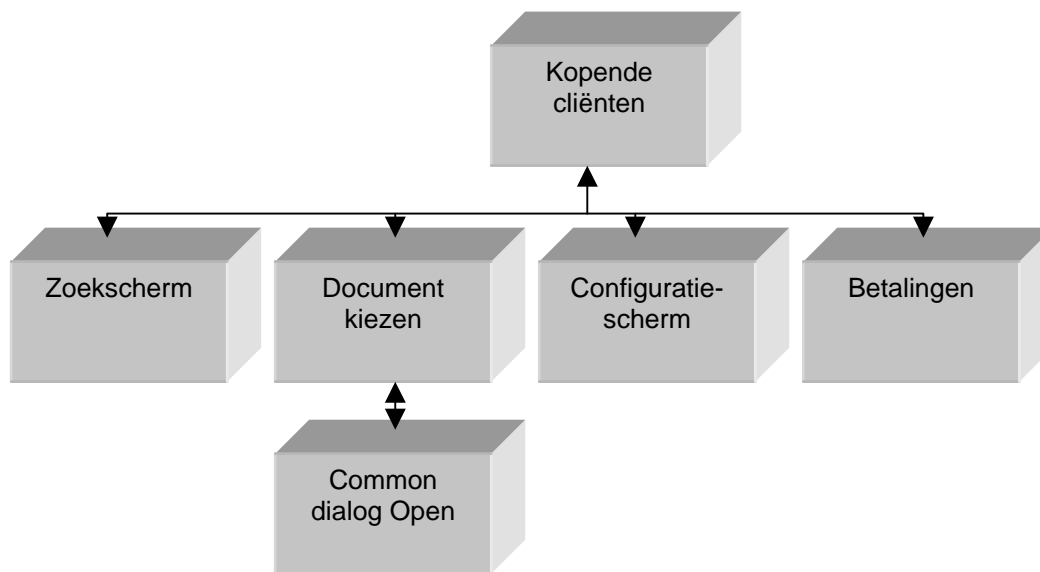 Kopende
cliënten
Zoekscherm
Document
kiezen
Configuratie-
scherm
Betalingen
Common
dialog Open